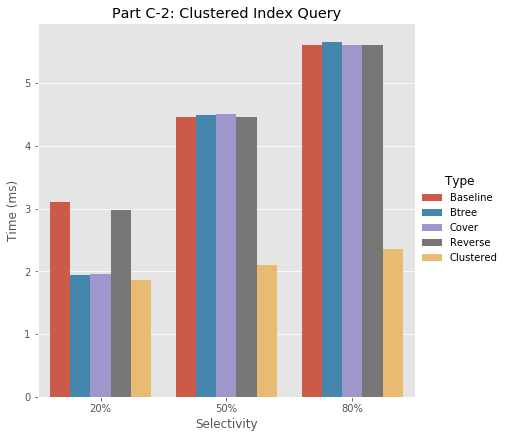 Part C-2: Clustered Index Query
Time (ms)
5
4
3
2
1
0
20%
50%
80%
Selectivity
Type
Baseline
Btree
Cover
Reverse
Clustered